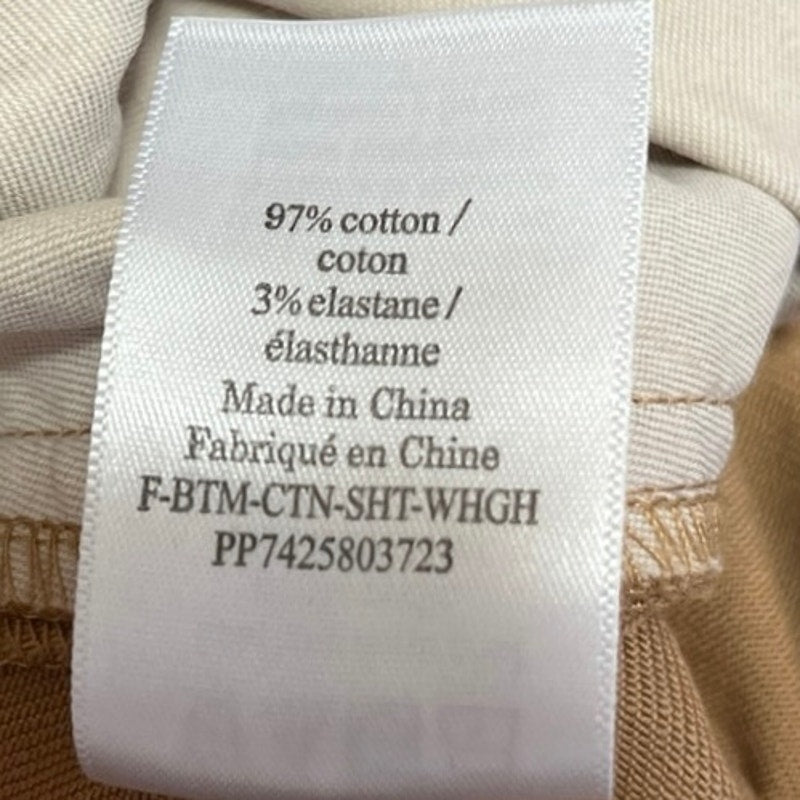 97% cotton /
coton
3% elastane /
élasthanne
Made in China
Fabriqué en Chine
F-BTM-CTN-SHT-WHGH
PP7425803723